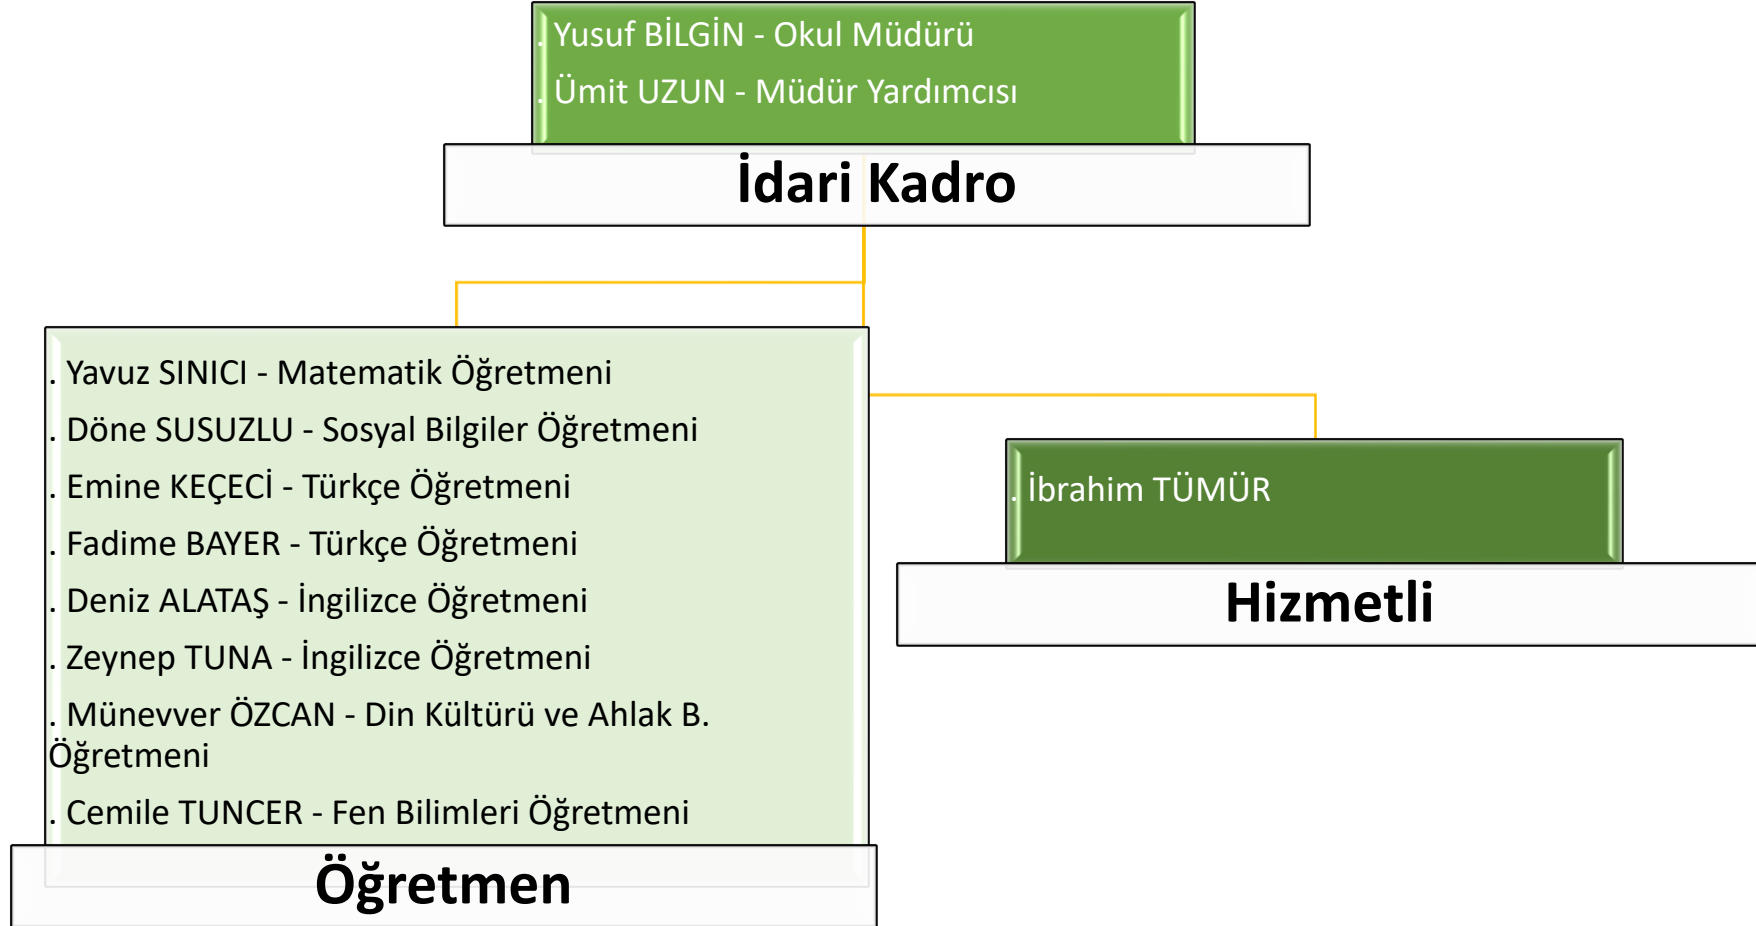 . Yusuf BİLGİN - Okul Müdürü
. Ümit UZUN - Müdür Yardımcısı
İdari Kadro
. Yavuz SINICI - Matematik Öğretmeni
. Döne SUSUZLU - Sosyal Bilgiler Öğretmeni
. Emine KEÇECİ - Türkçe Öğretmeni
. Fadime BAYER - Türkçe Öğretmeni
. Deniz ALATAŞ - İngilizce Öğretmeni
. Zeynep TUNA - İngilizce Öğretmeni
. Münevver ÖZCAN - Din Kültürü ve Ahlak B.
Öğretmeni
. Cemile TUNCER - Fen Bilimleri Öğretmeni
Öğretmen
. İbrahim TÜMÜR
Hizmetli